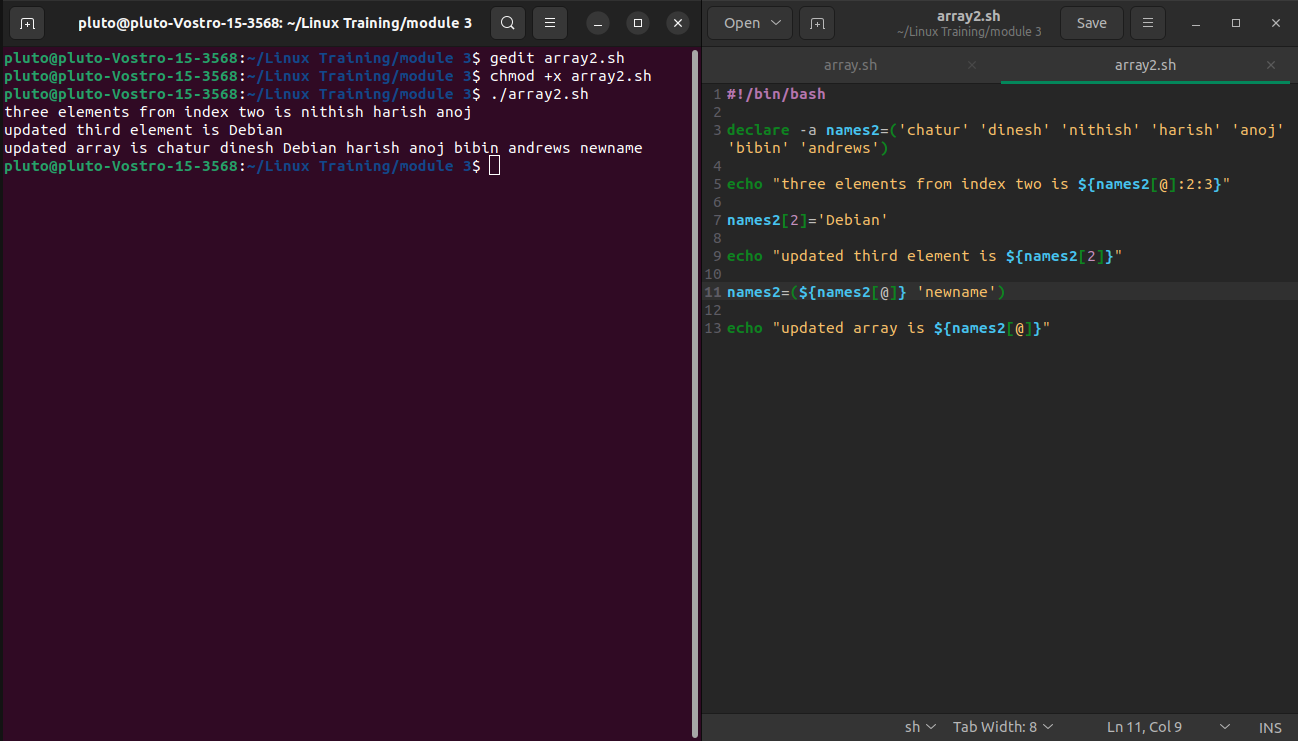 pluto@pluto-Vostro-15-3568: ~/Linux Training/module 3
pluto@pluto-Vostro-15-3568:~/Linux Training/module 3$ gedit array2.sh
pluto@pluto-Vostro-15-3568:~/Linux Training/module 3$ chmod +x array2.sh
pluto@pluto-Vostro-15-3568:~/Linux Training/module 3$ ./array2.sh
three elements from index two is nithish harish anoj
updated third element is Debian
updated array is chatur dinesh Debian harish anoj bibin andrews newname
pluto@pluto-Vostro-15-3568:~/Linux Training/module 3$
Open
array2.sh
~/Linux Training/module 3
Save
array.sh
array2.sh
1 #!/bin/bash
2
3 declare -a names2=('chatur' 'dinesh' 'nithish' 'harish' 'anoj'
'bibin' 'andrews')
4
5 echo "three elements from index two is ${names2[@]:2:3}"
6
7 names2[2]='Debian'
8
9 echo "updated third element is ${names2[2]}"
10
11 names2=(${names2[@]} 'newname')
12
13 echo "updated array is ${names2[@]}"
sh Tab Width: 8 Ln 11, Col 9 INS